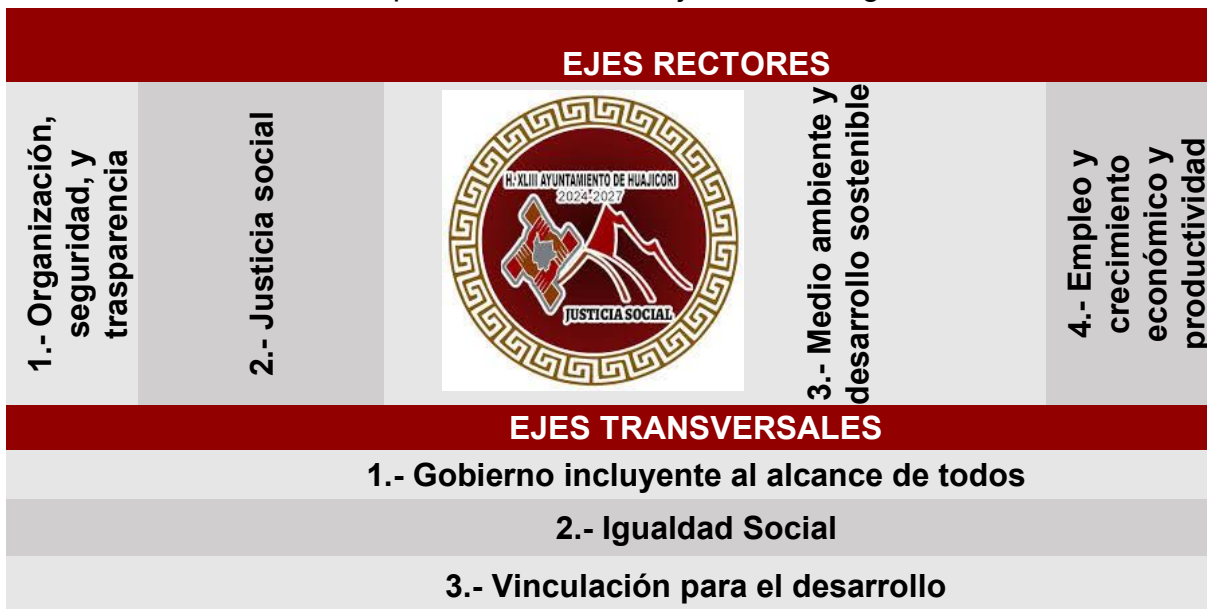 EJES RECTORES
1.- Organización,
seguridad, y
trasparencia
2.- Justicia social
H. XLIII AYUNTAMIENTO DE HUAJICORI
2024-2027
JUSTICIA SOCIAL
3.- Medio ambiente y
desarrollo sostenible
4.- Empleo y
crecimiento
económico y
productividad
EJES TRANSVERSALES
1.- Gobierno incluyente al alcance de todos
2.- Igualdad Social
3.- Vinculación para el desarrollo